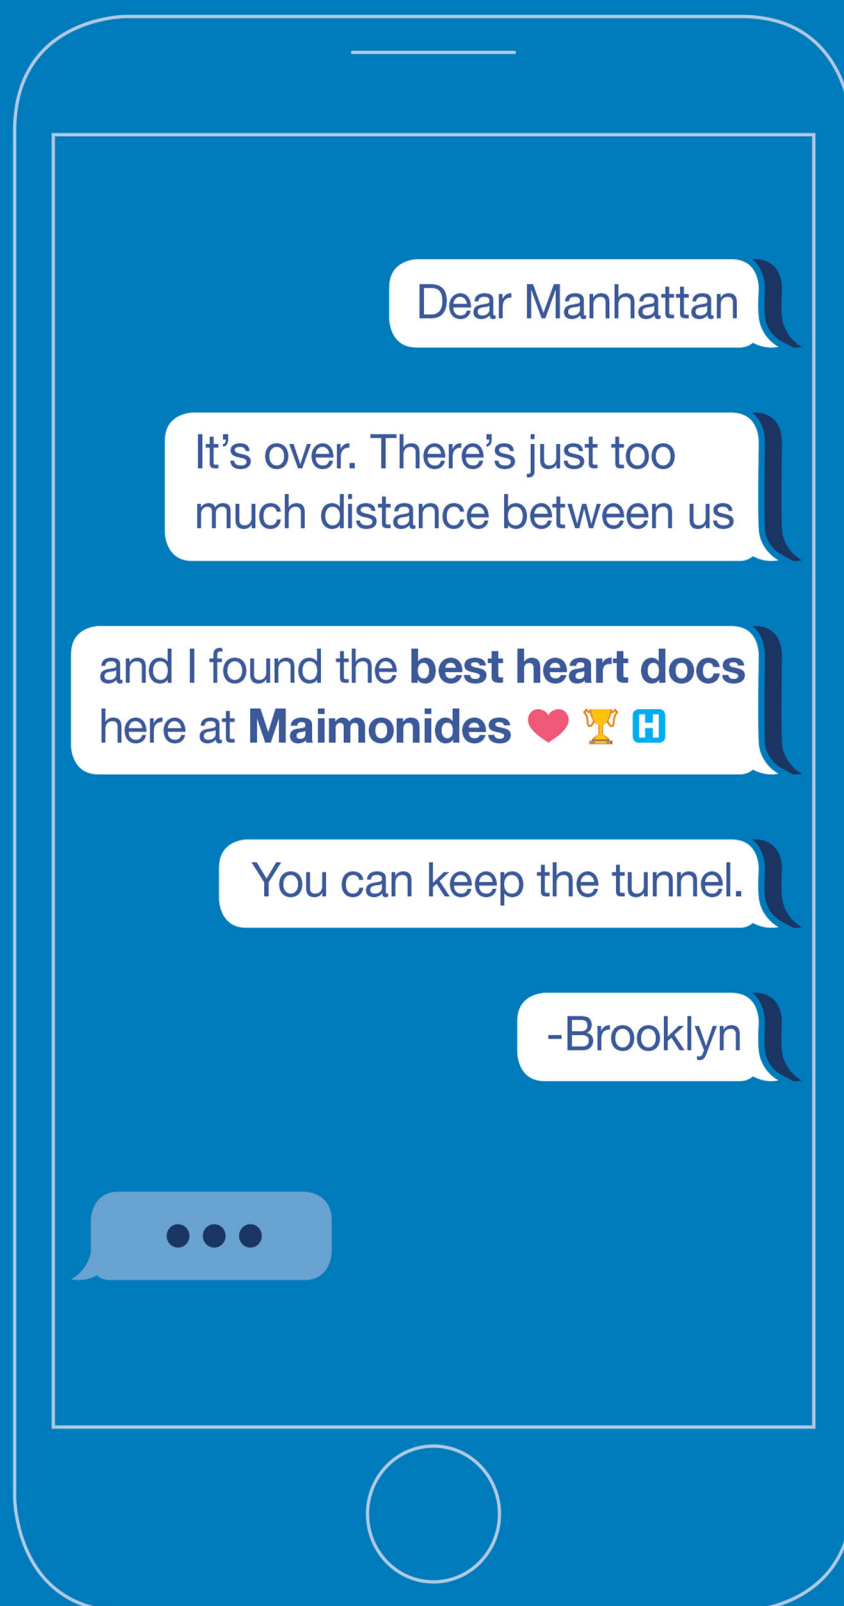 Dear Manhattan
It’s over. There’s just too
much distance between us
and I found the best heart docs
here at Maimonides ❤️ 🏆 🏨
You can keep the tunnel.
-Brooklyn